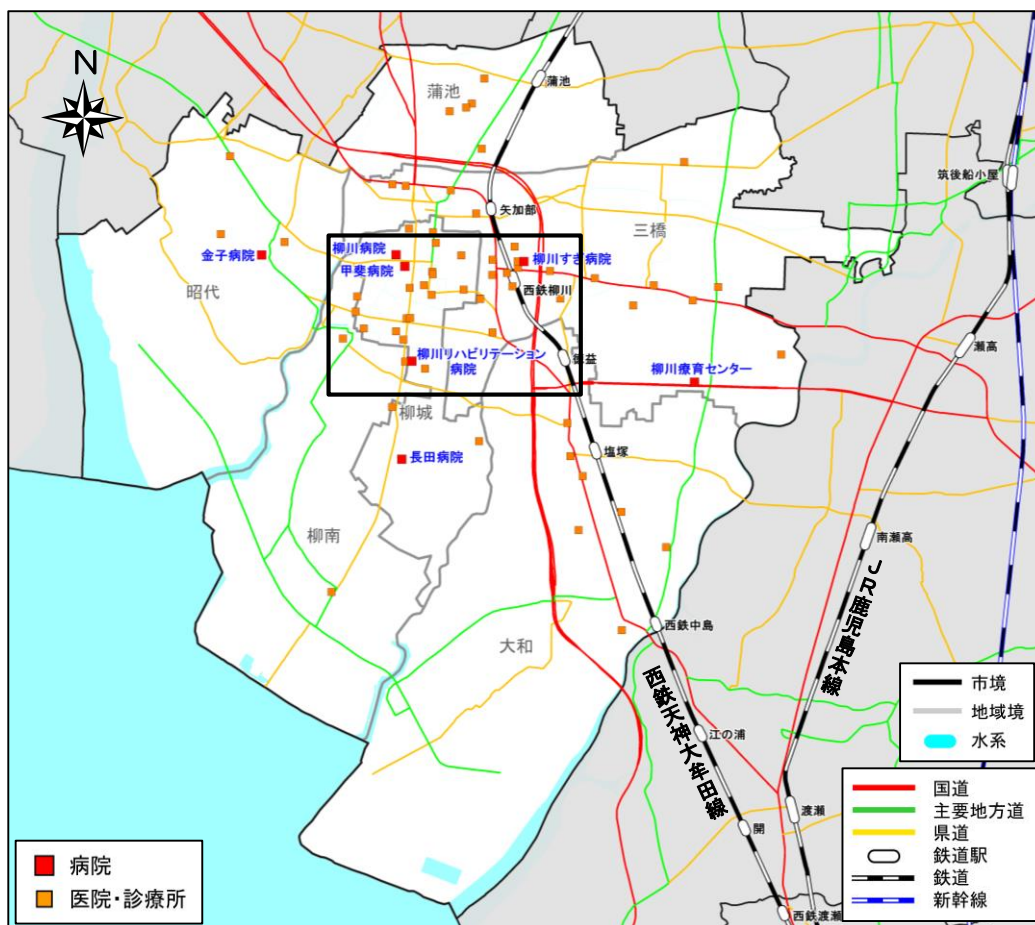 N
蒲池
蒲池
筑後船小屋
矢加部
三橋
金子病院
柳川病院
柳川すぎ病院
甲斐病院
昭代
西鉄柳川
瀬高
徳益
柳川リハビリテーション
病院
柳川療育センター
柳城
塩塚
長田病院
柳南
南瀬高
JR鹿児島本線
大和
西鉄中島
西鉄天神大牟田線
江の浦
渡瀬
開
西鉄渡瀬
市境
地域境
水系
国道
主要地方道
県道
鉄道駅
鉄道
新幹線
病院
医院・診療所